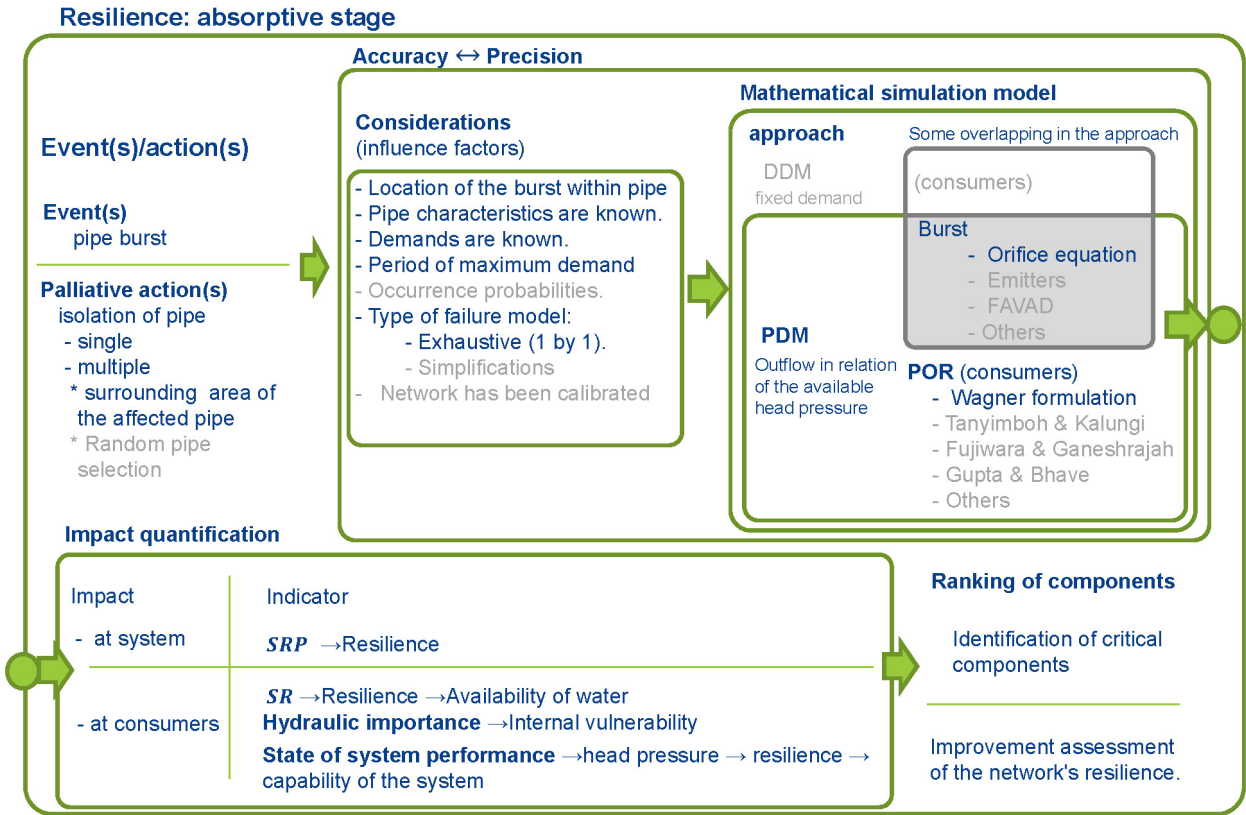 Resilience: absorptive stage
Event(s)/action(s)
Event(s)
pipe burst
Palliative action(s)
isolation of pipe
- single
- multiple
* surrounding area of
the affected pipe
* Random pipe
selection
Accuracy ↔ Precision
Considerations
(influence factors)
- Location of the burst within pipe
- Pipe characteristics are known.
- Demands are known.
- Period of maximum demand
- Occurrence probabilities.
- Type of failure model:
- Exhaustive (1 by 1).
- Simplifications
- Network has been calibrated
Mathematical simulation model
approach
DDM
fixed demand
Some overlapping in the approach
(consumers)
Burst
- Orifice equation
- Emitters
- FAVAD
- Others
PDM
Outflow in relation
of the available
head pressure
POR (consumers)
- Wagner formulation
- Tanyimboh & Kalungi
- Fujiwara & Ganeshrajah
- Gupta & Bhave
- Others
Impact quantification
Impact
Indicator
- at system
SRP →Resilience
- at consumers
SR →Resilience →Availability of water
Hydraulic importance →Internal vulnerability
State of system performance →head pressure → resilience →
capability of the system
Ranking of components
Identification of critical
components
Improvement assessment
of the network's resilience.